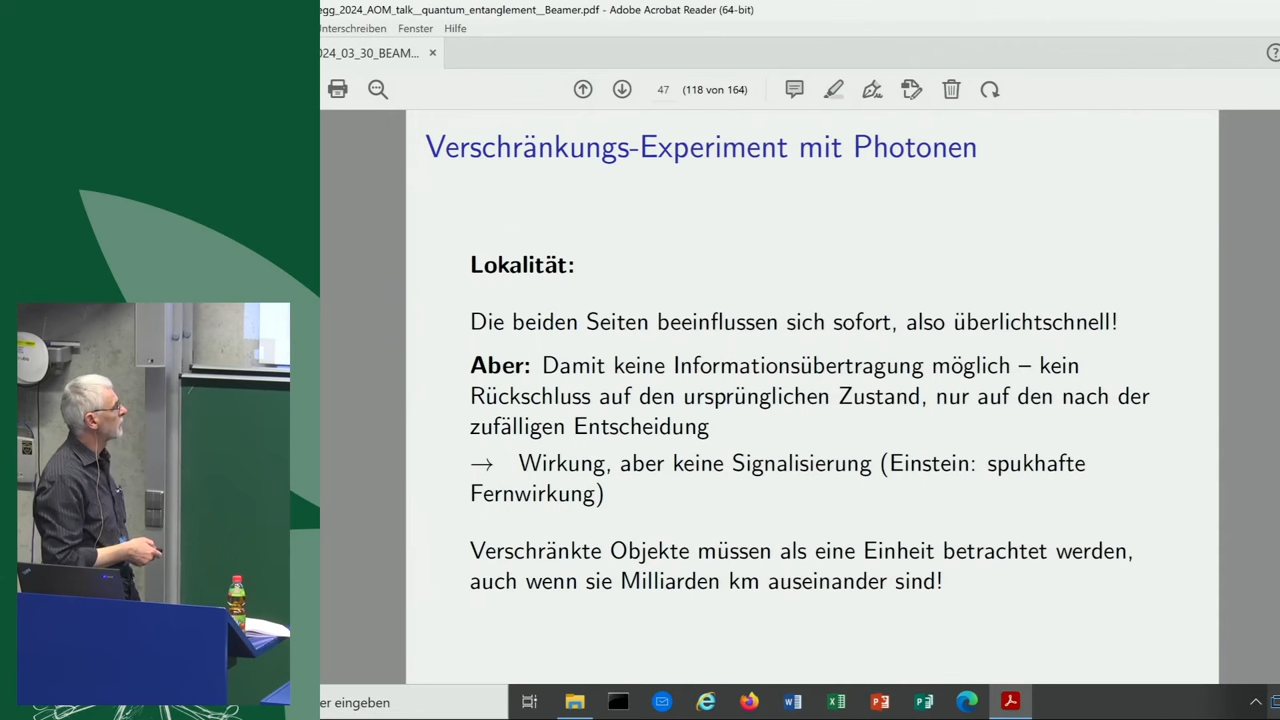 egg_2024_AOM_talk__quantum_entanglement__Beamer.pdf - Adobe Acrobat Reader (64-bit)
nterschreiben Fenster Hilfe
024_03_30_BEAM... ×
47 (118 von 164)
Verschränkungs-Experiment mit Photonen
Lokalität:
Die beiden Seiten beeinflussen sich sofort, also überlichtschnell!
Aber: Damit keine Informationsübertragung möglich – kein
Rückschluss auf den ursprünglichen Zustand, nur auf den nach der
zufälligen Entscheidung
→ Wirkung, aber keine Signalisierung (Einstein: spukhafte
Fernwirkung)
Verschränkte Objekte müssen als eine Einheit betrachtet werden,
auch wenn sie Milliarden km auseinander sind!
er eingeben